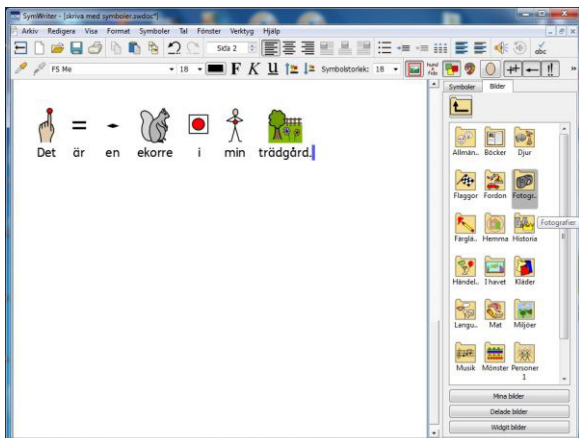 SymWriter - [skriva med symboler.swdoc*]
Arkiv Redigera Visa Format Symboler Tal Fönster Verktyg Hjälp
Sida 2 abc
FS Me 18 F K U Symbolstorlek: 18
Symboler Bilder
Det är en ekorre i min trädgård.
Allmän.. Böcker Djur
Flaggor Fordon Fotogr..
Fotografier
Färglä.. Hemma Historia
Händel.. I havet Kläder
Langu.. Mat Miljöer
Musik Mönster Personer 1
Mina bilder
Delade bilder
Widgit bilder